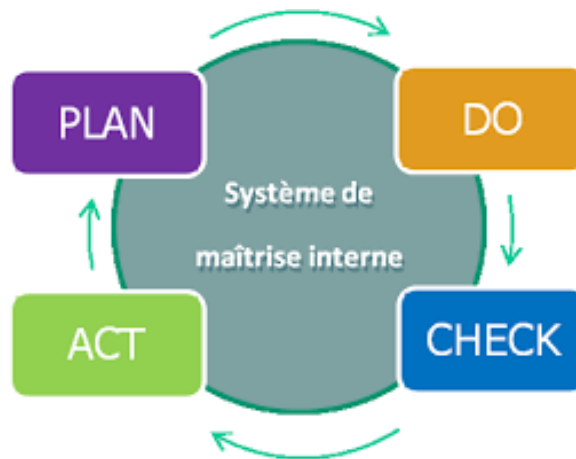 PLAN
DO
Système de
maîtrise interne
ACT
CHECK